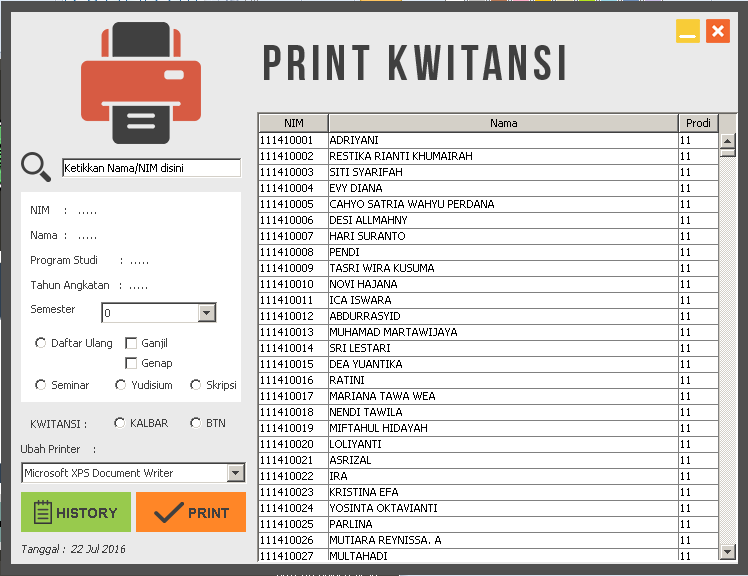 PRINT KWITANSI
Ketikkan Nama/NIM disini
NIM : .....
Nama : .....
Program Studi : .....
Tahun Angkatan : .....
Semester 0
Daftar Ulang Ganjil
Genap
Seminar Yudisium Skripsi
KWITANSI : KALBAR BTN
Ubah Printer :
Microsoft XPS Document Writer
HISTORY PRINT
Tanggal : 22 Jul 2016
NIM Nama Prodi
111410001 ADRIYANI 11
111410002 RESTIKA RIANTI KHUMAIRAH 11
111410003 SITI SYARIFAH 11
111410004 EVY DIANA 11
111410005 CAHYO SATRIA WAHYU PERDANA 11
111410006 DESI ALLMAHNY 11
111410007 HARI SURANTO 11
111410008 PENDI 11
111410009 TASRI WIRA KUSUMA 11
111410010 NOVI HAJANA 11
111410011 ICA ISWARA 11
111410012 ABDURRASYID 11
111410013 MUHAMAD MARTAWIJAYA 11
111410014 SRI LESTARI 11
111410015 DEA YUANTIKA 11
111410016 RATINI 11
111410017 MARIANA TAWA WEA 11
111410018 NENDI TAWILA 11
111410019 MIFTAHUL HIDAYAH 11
111410020 LOLIYANTI 11
111410021 ASRIZAL 11
111410022 IRA 11
111410023 KRISTINA EFA 11
111410024 YOSINTA OKTAVIANTI 11
111410025 PARLINA 11
111410026 MUTIARA REYNISSA. A 11
111410027 MULTAHADI 11